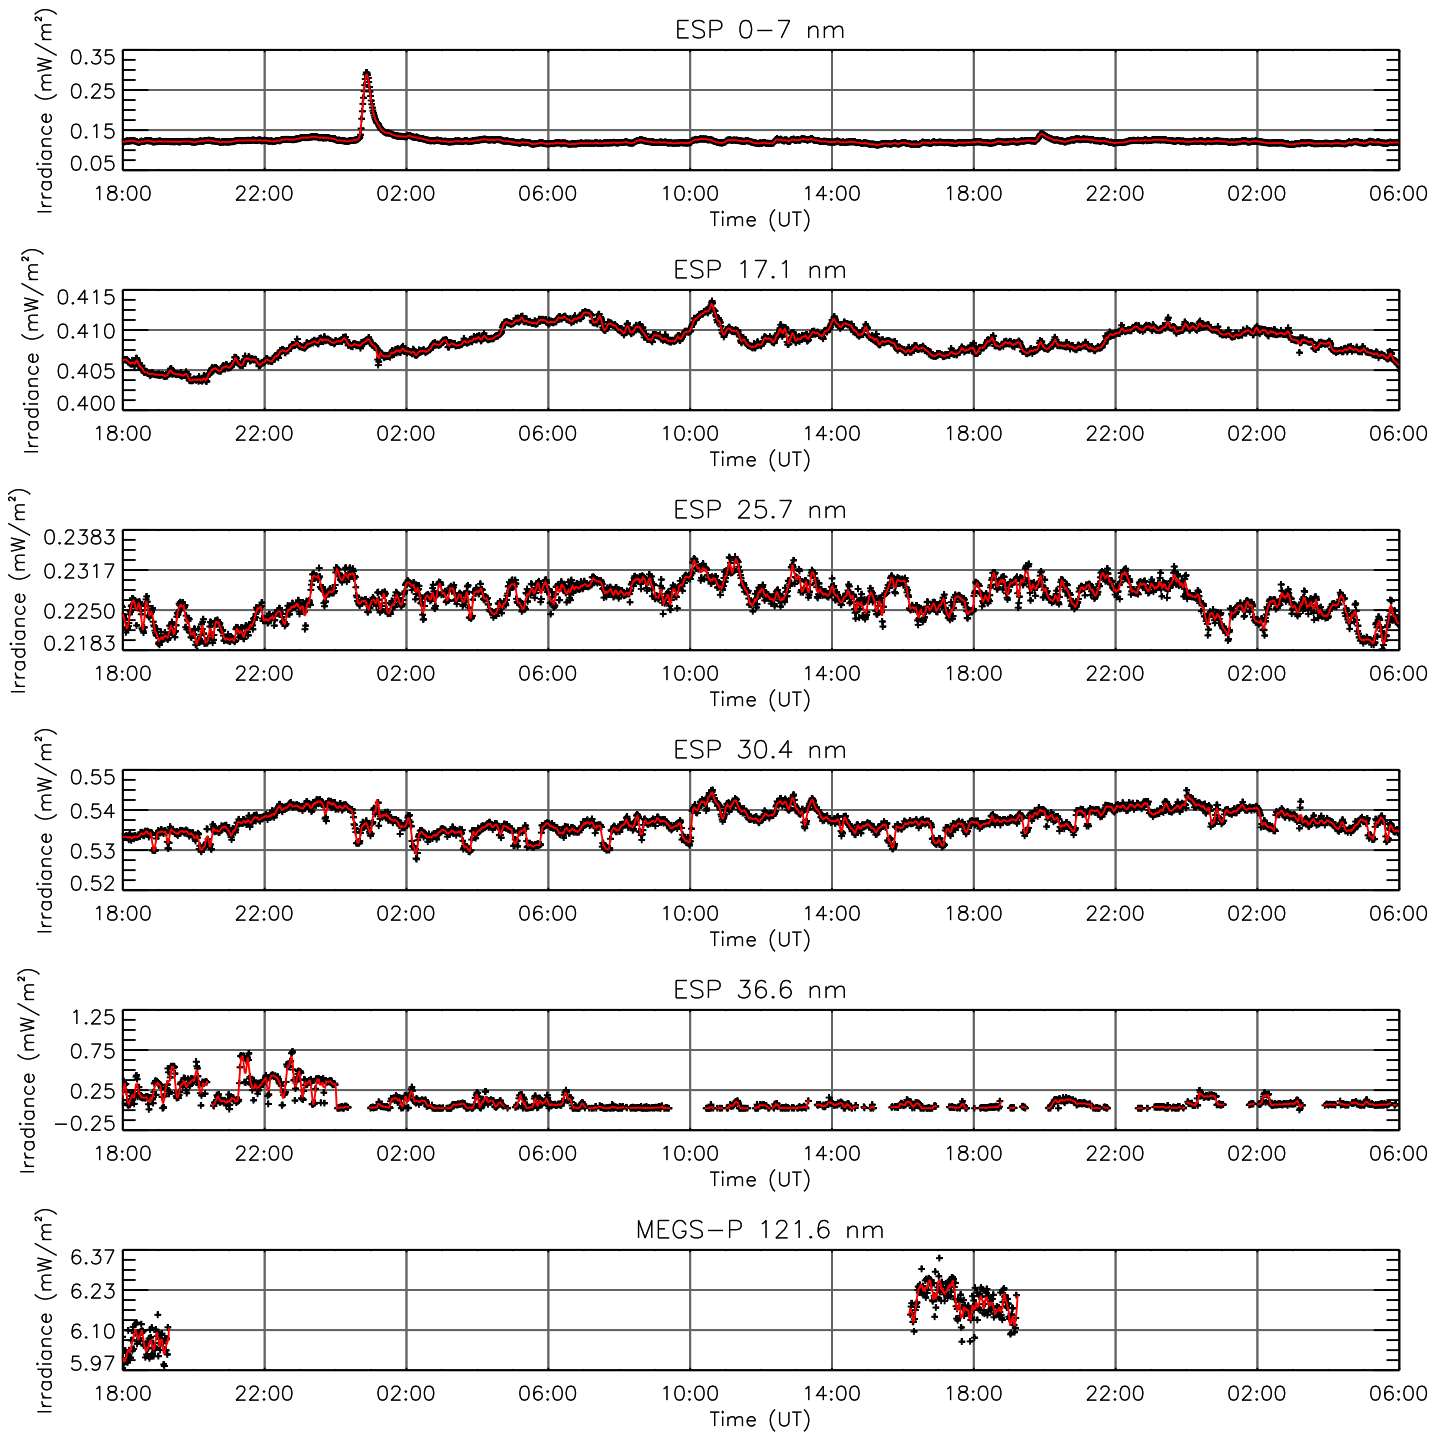 ESP 0-7 nm
Irradiance (mW/m²)
0.35
0.25
0.15
0.05
18:00 22:00 02:00 06:00 10:00 14:00 18:00 22:00 02:00 06:00
Time (UT)
ESP 17.1 nm
Irradiance (mW/m²)
0.415
0.410
0.405
0.400
18:00 22:00 02:00 06:00 10:00 14:00 18:00 22:00 02:00 06:00
Time (UT)
ESP 25.7 nm
Irradiance (mW/m²)
0.2383
0.2317
0.2250
0.2183
18:00 22:00 02:00 06:00 10:00 14:00 18:00 22:00 02:00 06:00
Time (UT)
ESP 30.4 nm
Irradiance (mW/m²)
0.55
0.54
0.53
0.52
18:00 22:00 02:00 06:00 10:00 14:00 18:00 22:00 02:00 06:00
Time (UT)
ESP 36.6 nm
Irradiance (mW/m²)
1.25
0.75
0.25
-0.25
18:00 22:00 02:00 06:00 10:00 14:00 18:00 22:00 02:00 06:00
Time (UT)
MEGS-P 121.6 nm
Irradiance (mW/m²)
6.37
6.23
6.10
5.97
18:00 22:00 02:00 06:00 10:00 14:00 18:00 22:00 02:00 06:00
Time (UT)